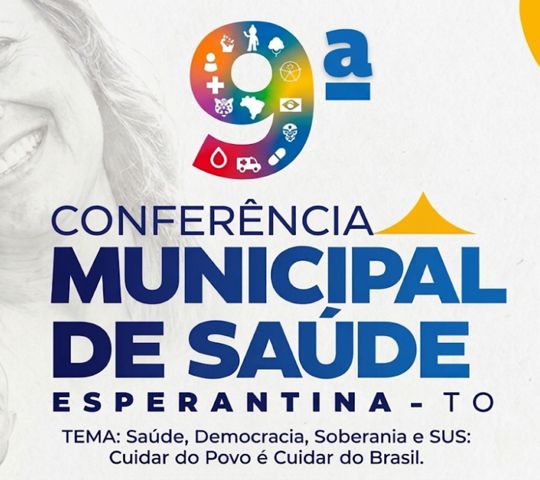 9ª
CONFERÊNCIA
MUNICIPAL
DE SAÚDE
ESPERANTINA - TO
TEMA: Saúde, Democracia, Soberania e SUS:
Cuidar do Povo é Cuidar do Brasil.